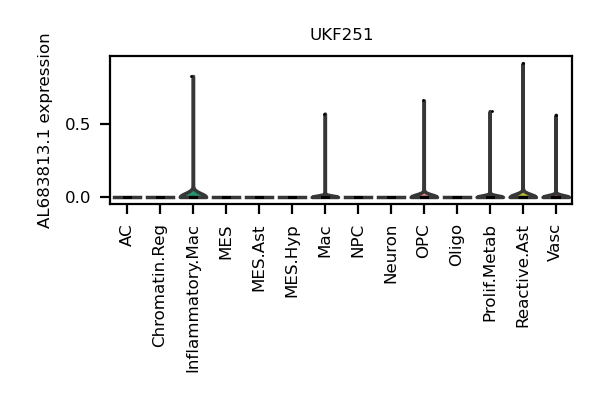 UKF251
AL683813.1 expression
0.5
0.0
AC
Chromatin.Reg
Inflammatory.Mac
MES
MES.Ast
MES.Hyp
Mac
NPC
Neuron
OPC
Oligo
Prolif.Metab
Reactive.Ast
Vasc